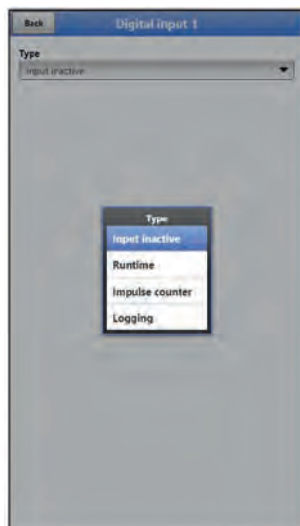 Back
Digital input 1
Type
Input inactive
Type
Input inactive
Runtime
Impulse counter
Logging